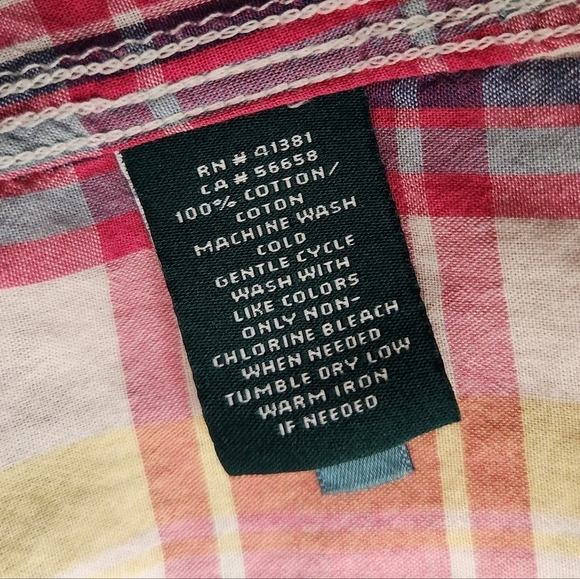 RN # 41381
CA # 56658
100% COTTON/
COTON
MACHINE WASH
COLD
GENTLE CYCLE
WASH WITH
LIKE COLORS
ONLY NON-
CHLORINE BLEACH
WHEN NEEDED
TUMBLE DRY LOW
WARM IRON
IF NEEDED